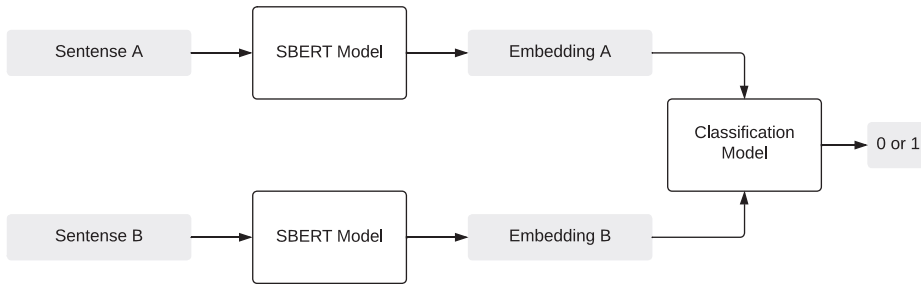 Sentense A
SBERT Model
Embedding A
Classification
Model
0 or 1
Sentense B
SBERT Model
Embedding B